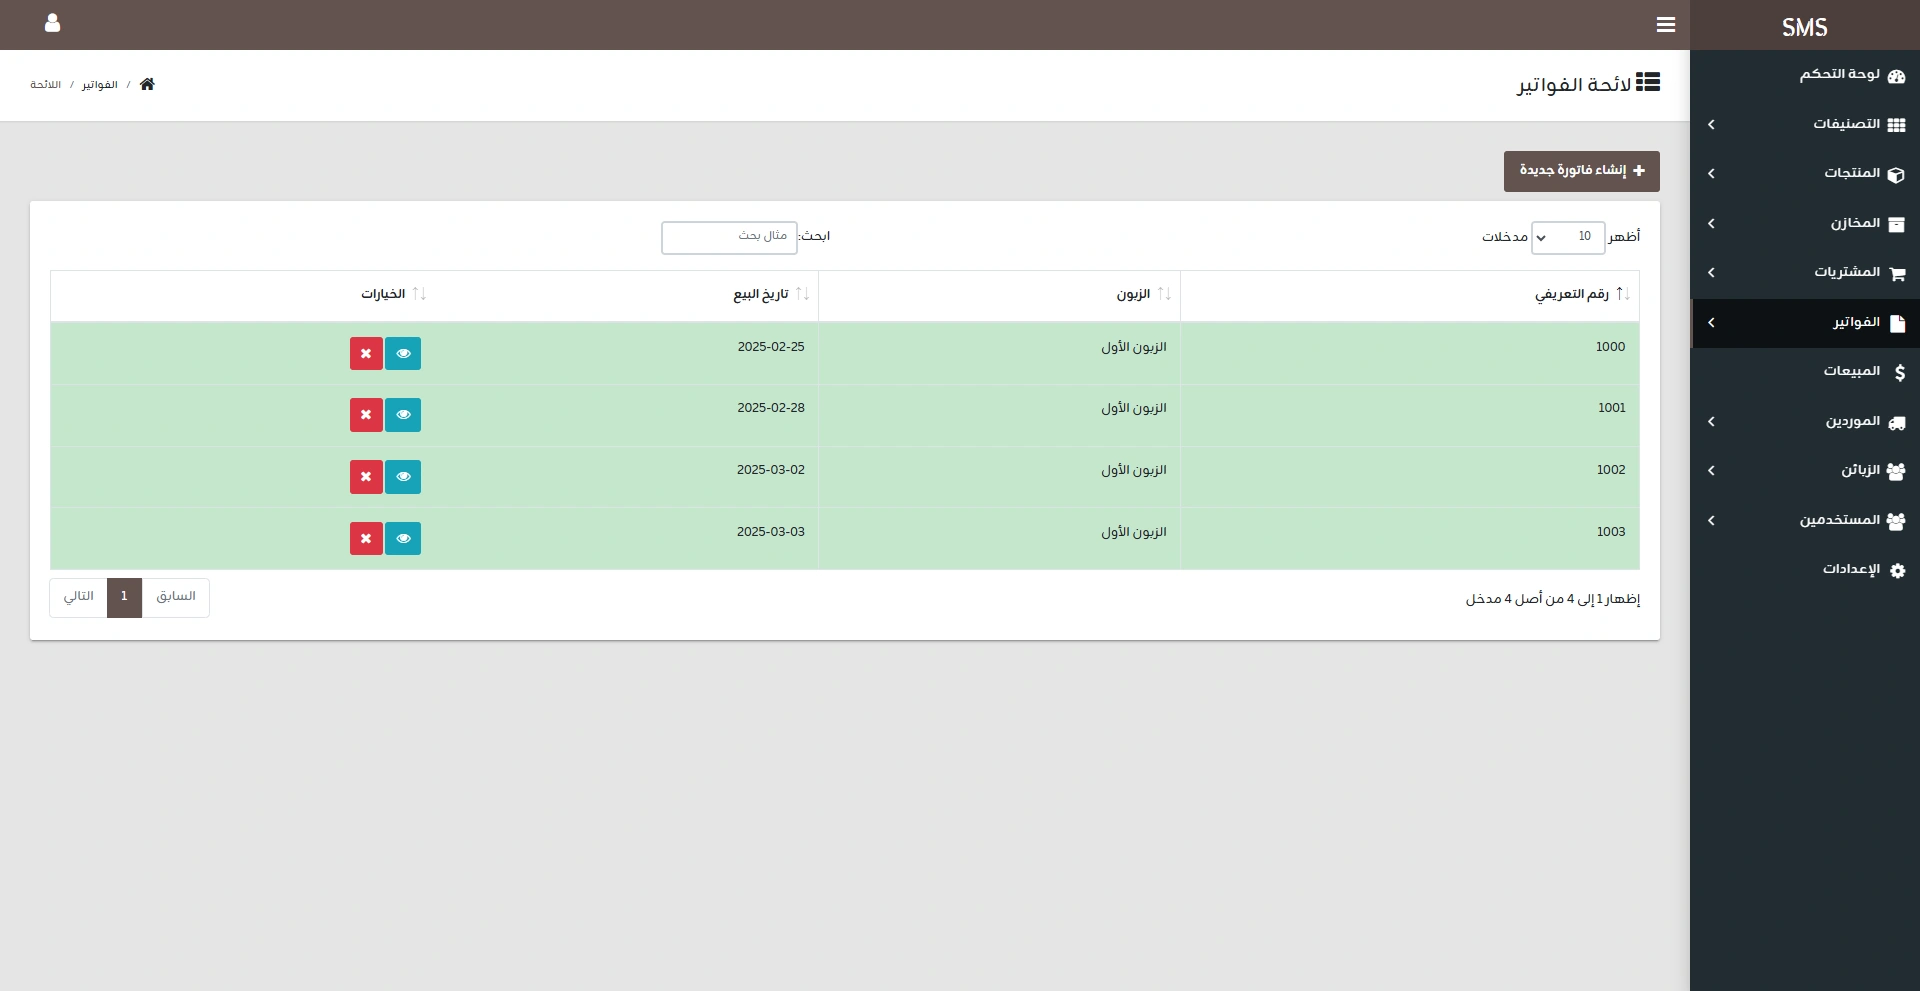 SMS
لوحة التحكم
التصنيفات
المنتجات
المخازن
المشتريات
الفواتير
المبيعات
الموردين
الزبائن
المستخدمين
الإعدادات
لائحة الفواتير
/ الفواتير / اللائحة
إنشاء فاتورة جديدة
أظهر 10 مدخلات
ابحث: مثال بحث
رقم التعريفي الزبون تاريخ البيع الخيارات
1000 الزبون الأول 2025-02-25
1001 الزبون الأول 2025-02-28
1002 الزبون الأول 2025-03-02
1003 الزبون الأول 2025-03-03
إظهار 1 إلى 4 من أصل 4 مدخل
السابق 1 التالي